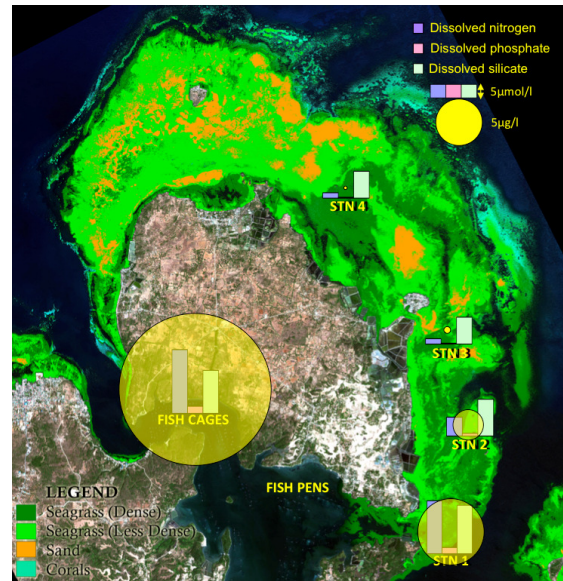 Dissolved nitrogen
Dissolved phosphate
Dissolved silicate
5µmol/l
5µg/l
STN 4
STN 3
FISH CAGES
STN 2
FISH PENS
STN 1
LEGEND
Seagrass (Dense)
Seagrass (Less Dense)
Sand
Corals